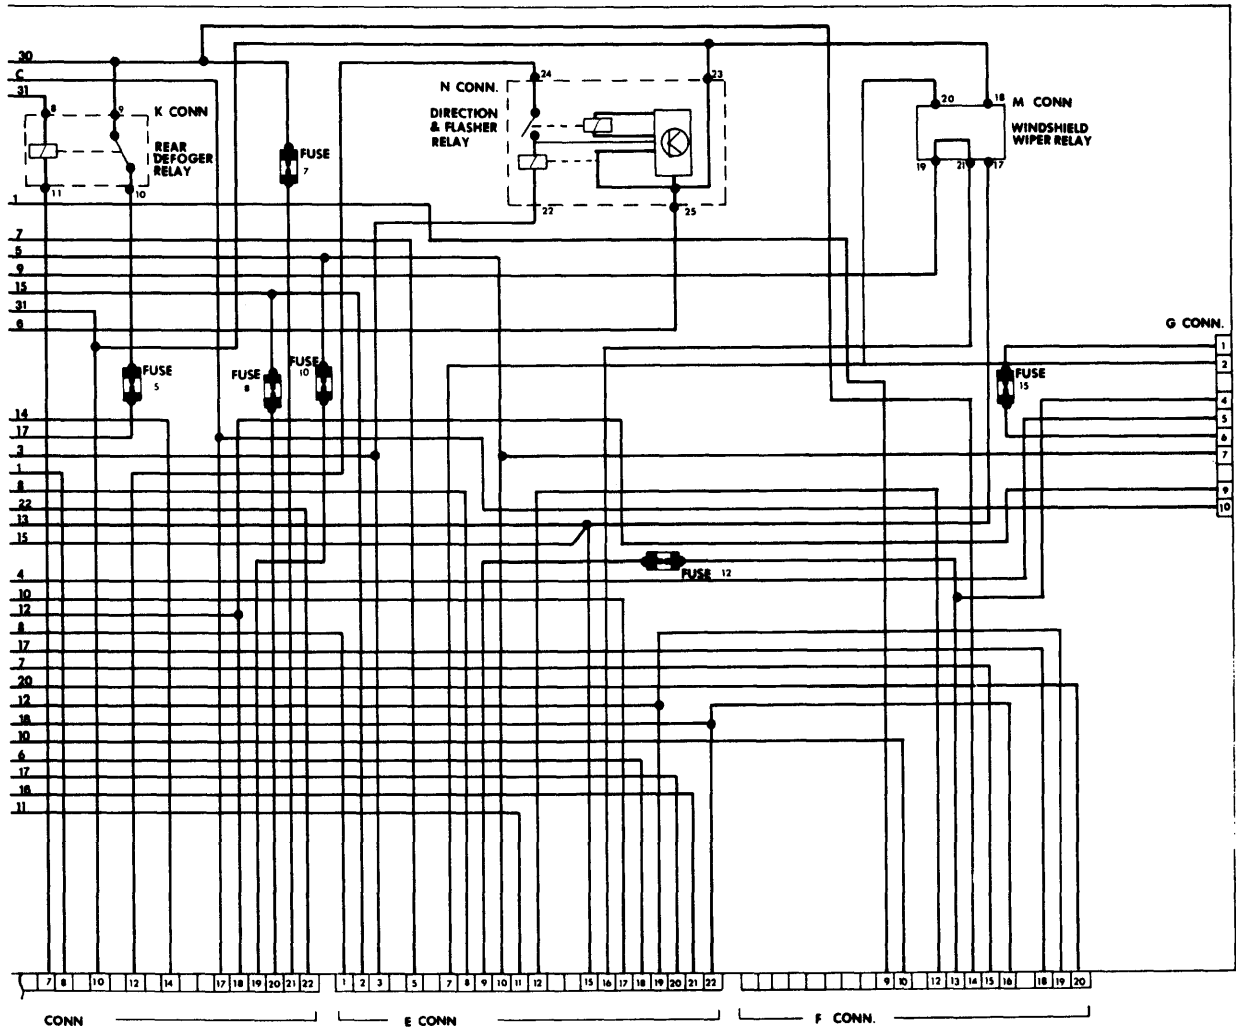 30
C
31
8
9
K CONN
REAR
DEFOGER
RELAY
11
10
FUSE
7
N CONN.
DIRECTION
& FLASHER
RELAY
24
23
22
25
20
18
M CONN
WINDSHIELD
WIPER RELAY
19
21
17
1
7
5
9
15
31
6
G CONN.
1
2
4
5
6
7
9
10
FUSE
5
FUSE
8
FUSE
10
FUSE
15
14
17
3
1
8
22
13
15
FUSE 12
4
10
12
8
17
7
20
12
18
10
6
17
16
11
7 8 10 12 14 17 18 19 20 21 22
1 2 3 5 7 8 9 10 11 12 15 16 17 18 19 20 21 22
9 10 12 13 14 15 16 18 19 20
CONN
E CONN
F CONN.